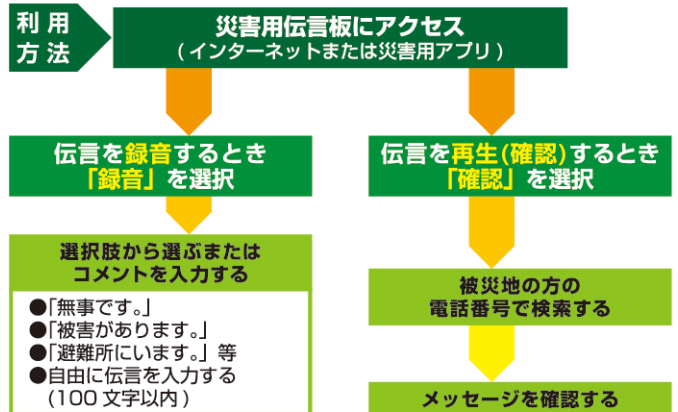 利用
方法
災害用伝言板にアクセス
(インターネットまたは災害用アプリ)
伝言を録音するとき
「録音」を選択
選択肢から選ぶまたは
コメントを入力する
●「無事です。」
●「被害があります。」
●「避難所にいます。」等
●自由に伝言を入力する
(100文字以内)
伝言を再生(確認)するとき
「確認」を選択
被災地の方の
電話番号で検索する
メッセージを確認する